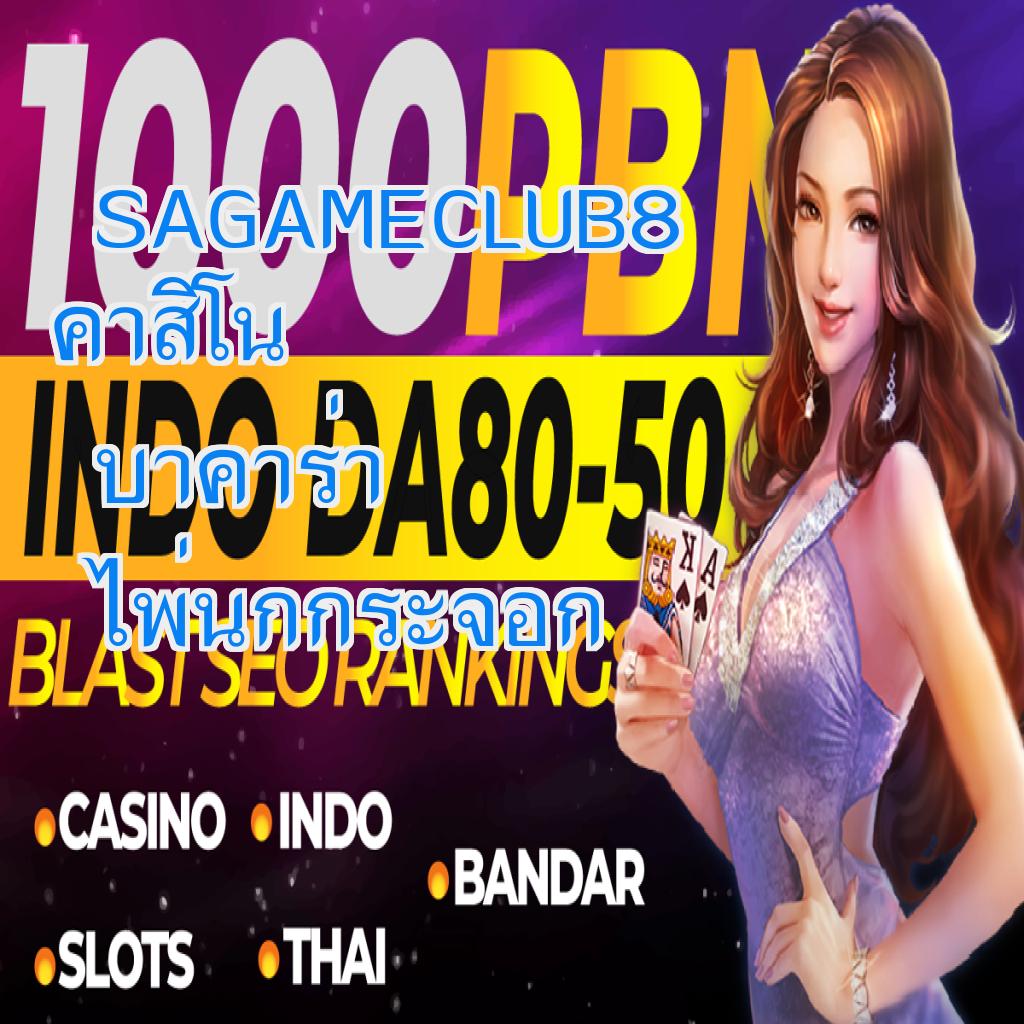 1000PBN
SAGAMECLUB8
คาสิโน
INDO DA80-50
บาคาร่า
ไพ่นกกระจอก
BLAST SEO RANKINGS
CASINO
INDO
BANDAR
SLOTS
THAI
K
A